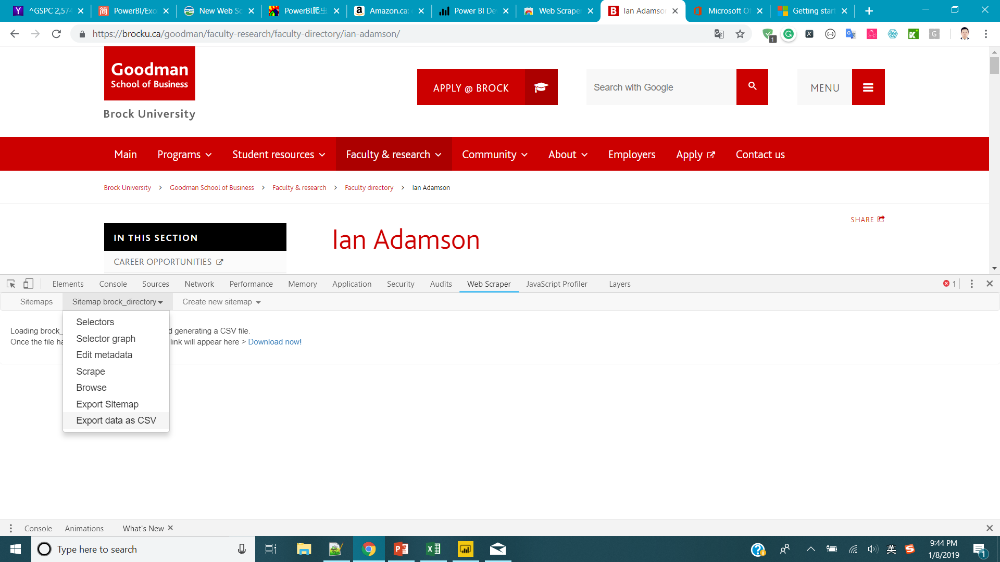 ^GSPC 2,574
PowerBI/Exc
New Web Sc
PowerBI爬虫
Amazon.ca:
Power BI De
Web Scraper
Ian Adamson
Microsoft O
Getting start
https://brocku.ca/goodman/faculty-research/faculty-directory/ian-adamson/
Goodman
School of Business
Brock University
APPLY @ BROCK
Search with Google
MENU
Main
Programs
Student resources
Faculty & research
Community
About
Employers
Apply
Contact us
Brock University > Goodman School of Business > Faculty & research > Faculty directory > Ian Adamson
SHARE
IN THIS SECTION
Ian Adamson
CAREER OPPORTUNITIES
Elements Console Sources Network Performance Memory Application Security Audits Web Scraper JavaScript Profiler Layers
1
Sitemaps Sitemap brock_directory Create new sitemap
Selectors
Selector graph
Edit metadata
Scrape
Browse
Export Sitemap
Export data as CSV
Loading brock_ d generating a CSV file.
Once the file ha link will appear here > Download now!
Console Animations What's New
Type here to search
英
9:44 PM
1/8/2019
1